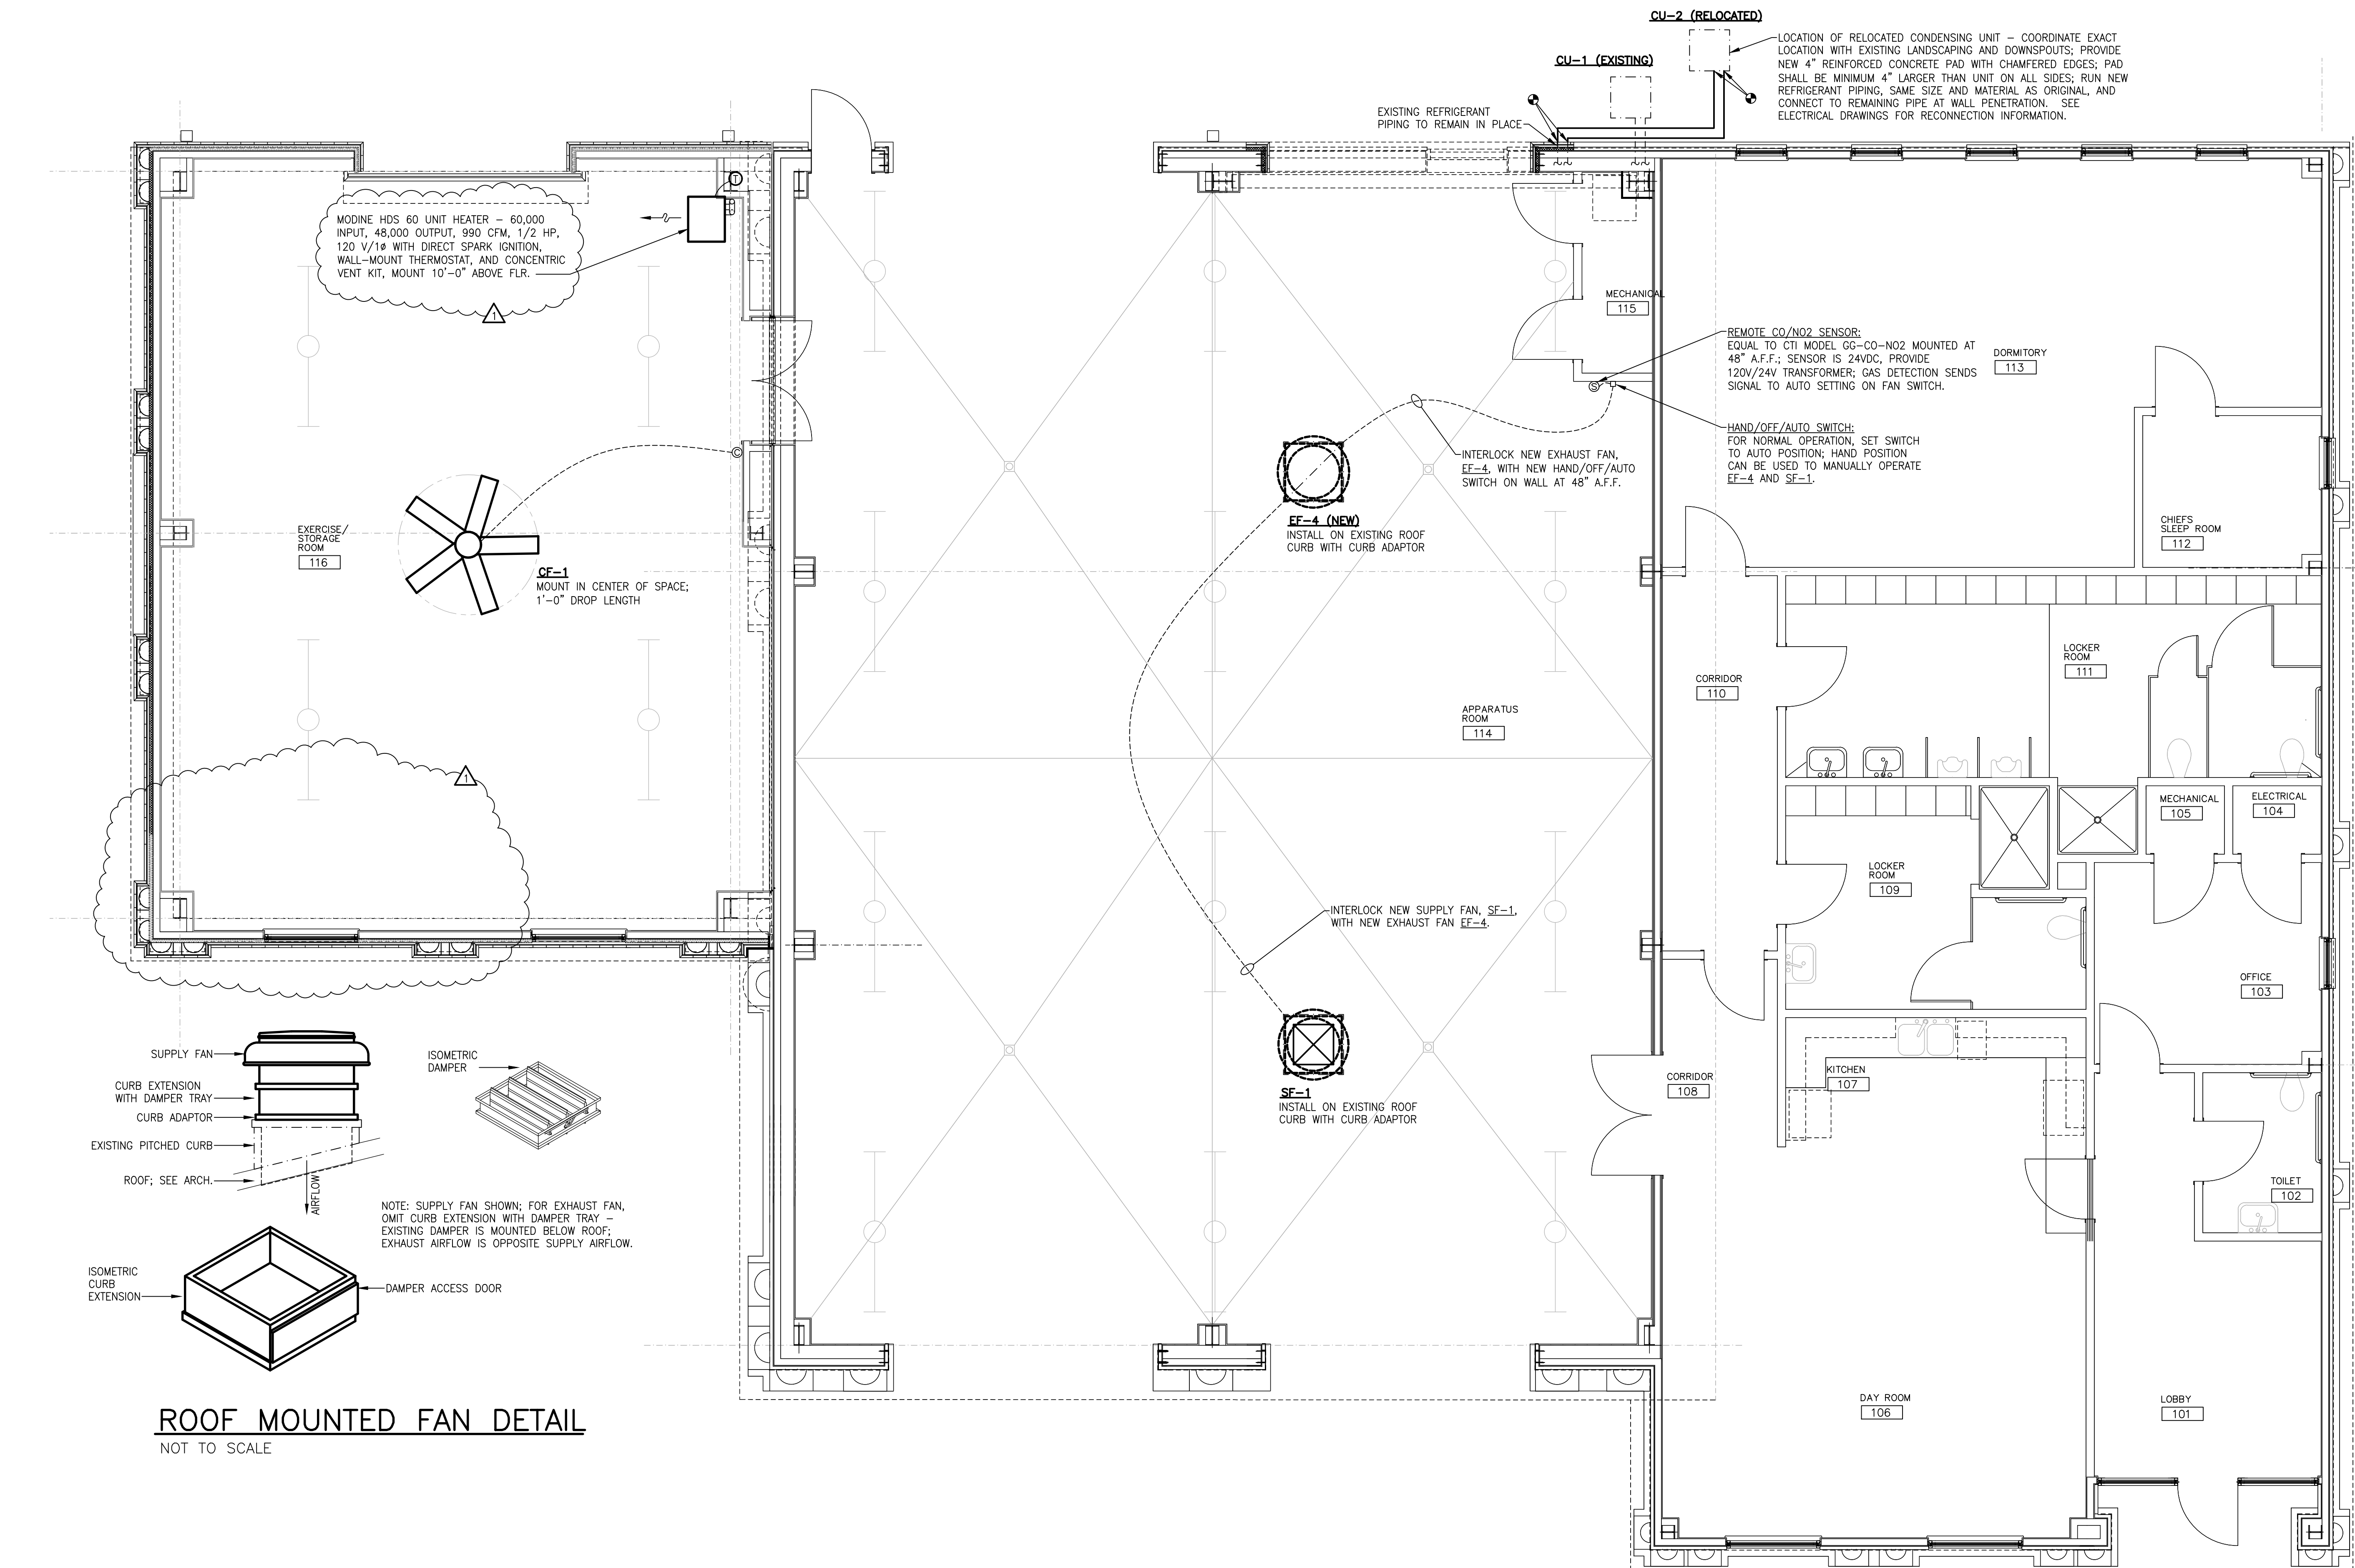 CU-2 (RELOCATED)
LOCATION OF RELOCATED CONDENSING UNIT – COORDINATE EXACT
LOCATION WITH EXISTING LANDSCAPING AND DOWNSPOUTS; PROVIDE
NEW 4" REINFORCED CONCRETE PAD WITH CHAMFERED EDGES; PAD
SHALL BE MINIMUM 4" LARGER THAN UNIT ON ALL SIDES; RUN NEW
REFRIGERANT PIPING, SAME SIZE AND MATERIAL AS ORIGINAL, AND
CONNECT TO REMAINING PIPE AT WALL PENETRATION. SEE
ELECTRICAL DRAWINGS FOR RECONNECTION INFORMATION.
CU-1 (EXISTING)
EXISTING REFRIGERANT
PIPING TO REMAIN IN PLACE
T
MODINE HDS 60 UNIT HEATER – 60,000
INPUT, 48,000 OUTPUT, 990 CFM, 1/2 HP,
120 V/1ø WITH DIRECT SPARK IGNITION,
WALL-MOUNT THERMOSTAT, AND CONCENTRIC
VENT KIT, MOUNT 10'-0" ABOVE FLR.
1
MECHANICAL
115
REMOTE CO/NO2 SENSOR:
EQUAL TO CTI MODEL GG-CO-NO2 MOUNTED AT
48" A.F.F.; SENSOR IS 24VDC, PROVIDE
120V/24V TRANSFORMER; GAS DETECTION SENDS
SIGNAL TO AUTO SETTING ON FAN SWITCH.
DORMITORY
113
S
HAND/OFF/AUTO SWITCH:
FOR NORMAL OPERATION, SET SWITCH
TO AUTO POSITION; HAND POSITION
CAN BE USED TO MANUALLY OPERATE
EF-4 AND SF-1.
C
INTERLOCK NEW EXHAUST FAN,
EF-4, WITH NEW HAND/OFF/AUTO
SWITCH ON WALL AT 48" A.F.F.
EF-4 (NEW)
INSTALL ON EXISTING ROOF
CURB WITH CURB ADAPTOR
CHIEFS
SLEEP ROOM
112
EXERCISE/
STORAGE
ROOM
116
CF-1
MOUNT IN CENTER OF SPACE;
1'-0" DROP LENGTH
LOCKER
ROOM
111
CORRIDOR
110
APPARATUS
ROOM
114
1
MECHANICAL
105
ELECTRICAL
104
LOCKER
ROOM
109
INTERLOCK NEW SUPPLY FAN, SF-1,
WITH NEW EXHAUST FAN EF-4.
OFFICE
103
SUPPLY FAN
CURB EXTENSION
WITH DAMPER TRAY
CURB ADAPTOR
EXISTING PITCHED CURB
ROOF; SEE ARCH.
AIRFLOW
ISOMETRIC
DAMPER
SF-1
INSTALL ON EXISTING ROOF
CURB WITH CURB ADAPTOR
CORRIDOR
108
KITCHEN
107
TOILET
102
NOTE: SUPPLY FAN SHOWN; FOR EXHAUST FAN,
OMIT CURB EXTENSION WITH DAMPER TRAY –
EXISTING DAMPER IS MOUNTED BELOW ROOF;
EXHAUST AIRFLOW IS OPPOSITE SUPPLY AIRFLOW.
ISOMETRIC
CURB
EXTENSION
DAMPER ACCESS DOOR
DAY ROOM
106
LOBBY
101
ROOF MOUNTED FAN DETAIL
NOT TO SCALE